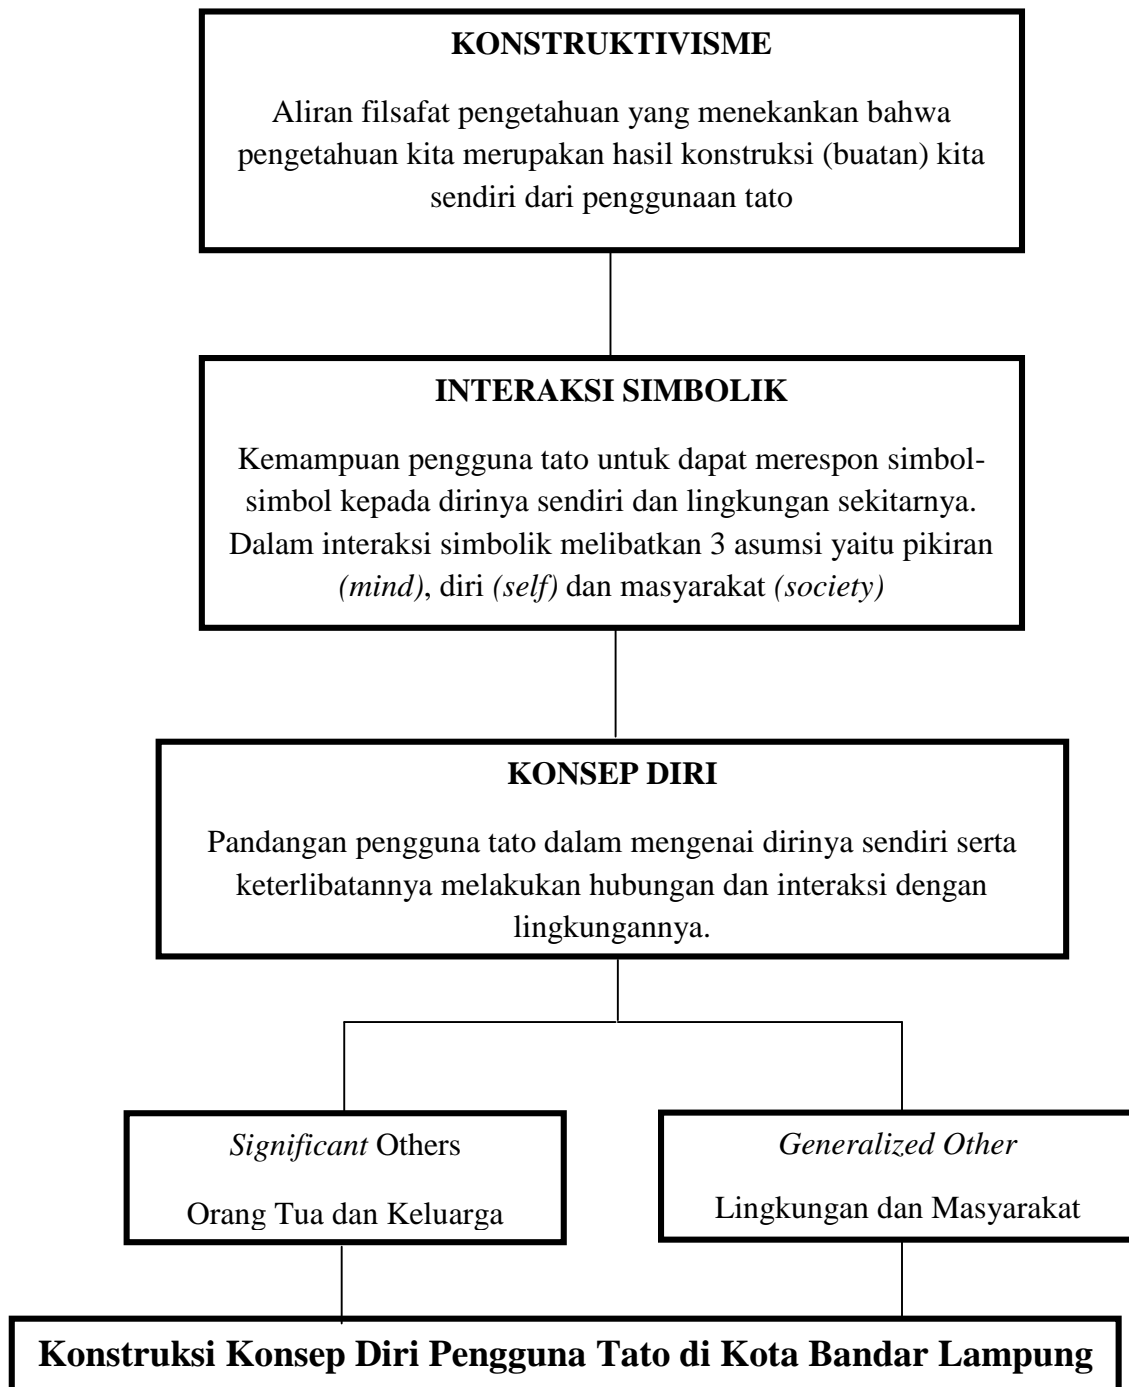 KONSTRUKTIVISME
Aliran filsafat pengetahuan yang menekankan bahwa
pengetahuan kita merupakan hasil konstruksi (buatan) kita
sendiri dari penggunaan tato
INTERAKSI SIMBOLIK
Kemampuan pengguna tato untuk dapat merespon simbol-
simbol kepada dirinya sendiri dan lingkungan sekitarnya.
Dalam interaksi simbolik melibatkan 3 asumsi yaitu pikiran
(mind), diri (self) dan masyarakat (society)
KONSEP DIRI
Pandangan pengguna tato dalam mengenai dirinya sendiri serta
keterlibatannya melakukan hubungan dan interaksi dengan
lingkungannya.
Significant Others
Orang Tua dan Keluarga
Generalized Other
Lingkungan dan Masyarakat
Konstruksi Konsep Diri Pengguna Tato di Kota Bandar Lampung